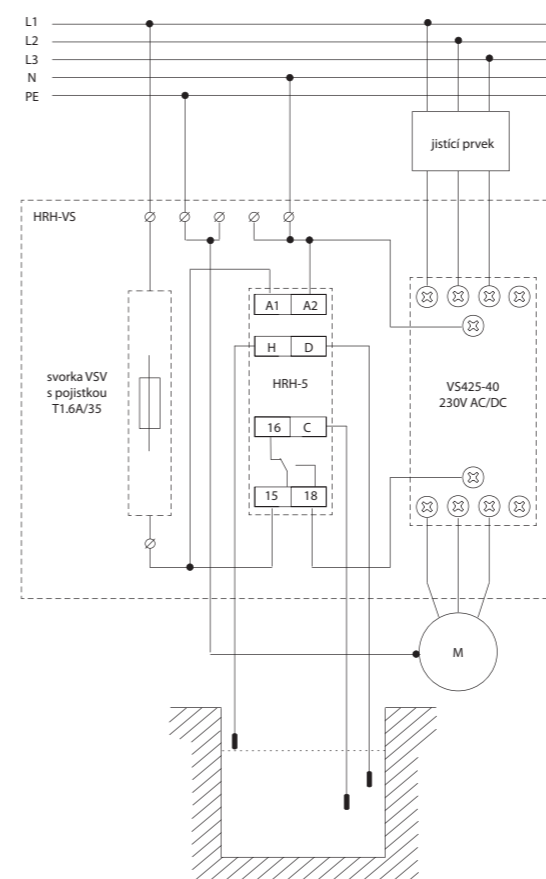 L1
L2
L3
N
PE
jistící prvek
HRH-VS
A1 A2
H D
svorka VSV
s pojistkou
T1.6A/35
HRH-5
VS425-40
230V AC/DC
16 C
15 18
M